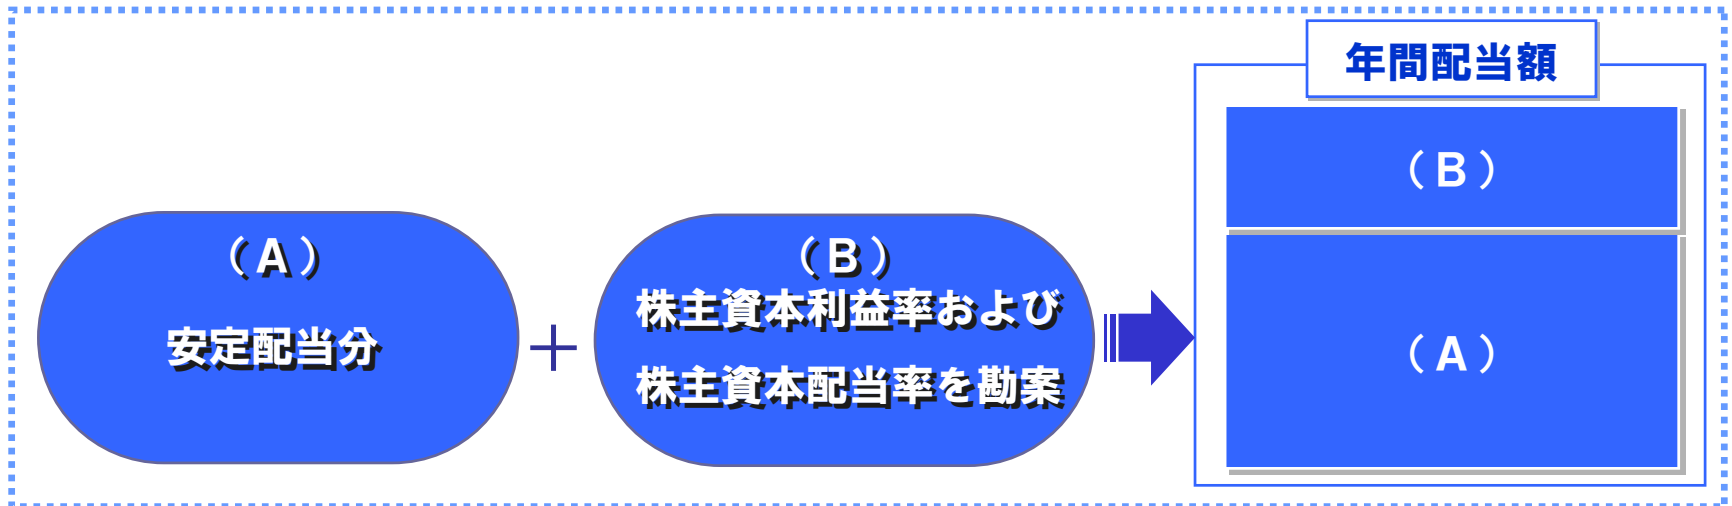 （A）
安定配当分
＋
（B）
株主資本利益率および
株主資本配当率を勘案
年間配当額
（B）
（A）